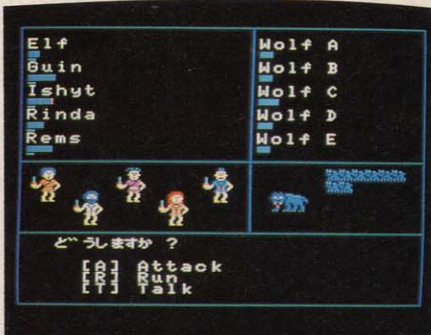 Elf
Guin
Ishyt
Rinda
Rems
Wolf A
Wolf B
Wolf C
Wolf D
Wolf E
どうしますか ?
[A] Attack
[R] Run
[T] Talk